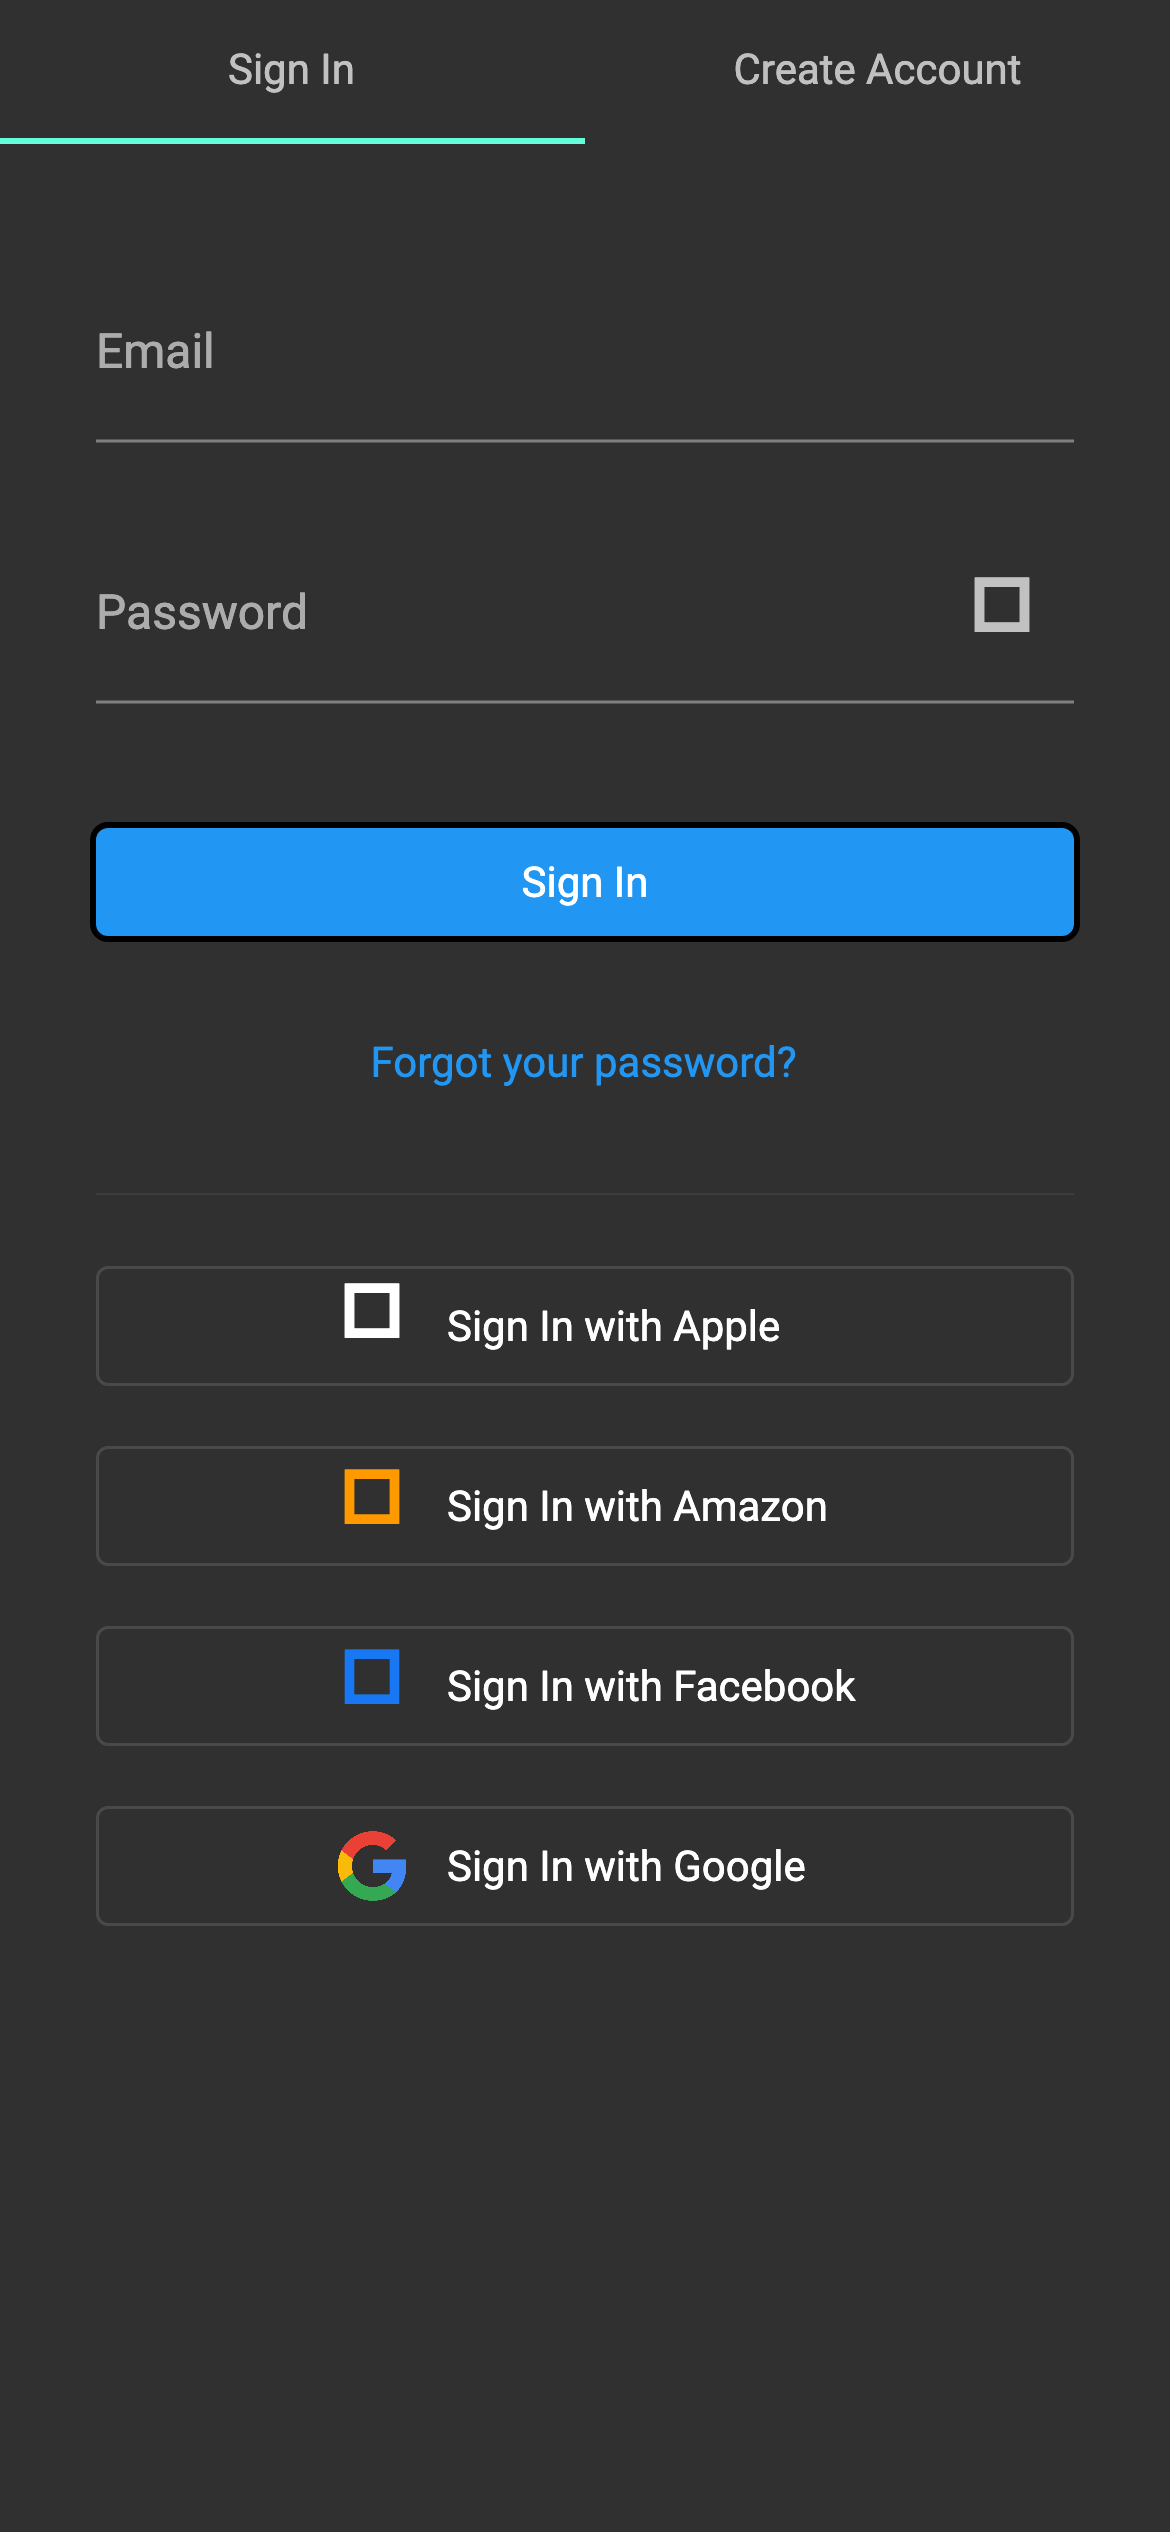 Sign In
Create Account
Email
Password
Sign In
Forgot your password?
Sign In with Apple
Sign In with Amazon
Sign In with Facebook
Sign In with Google